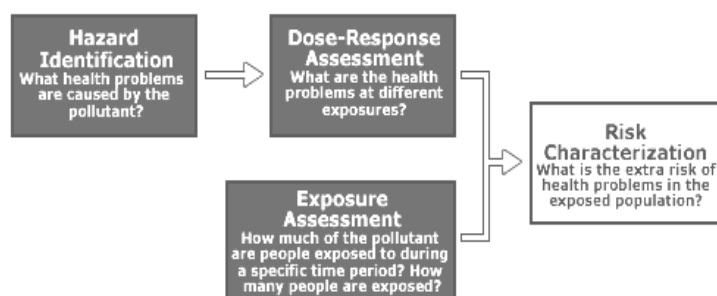 Hazard
Identification
What health problems
are caused by the
pollutant?
Dose-Response
Assessment
What are the health
problems at different
exposures?
Exposure
Assessment
How much of the pollutant
are people exposed to during
a specific time period? How
many people are exposed?
Risk
Characterization
What is the extra risk of
health problems in the
exposed population?